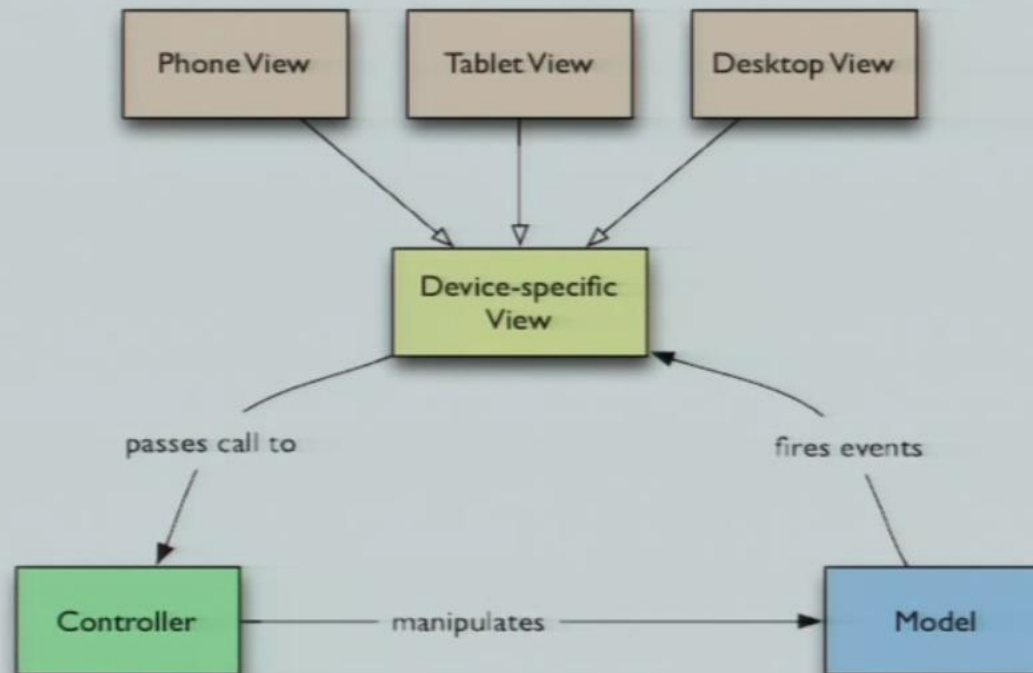 Phone View
Tablet View
Desktop View
Device-specific
View
passes call to
fires events
Controller
manipulates
Model